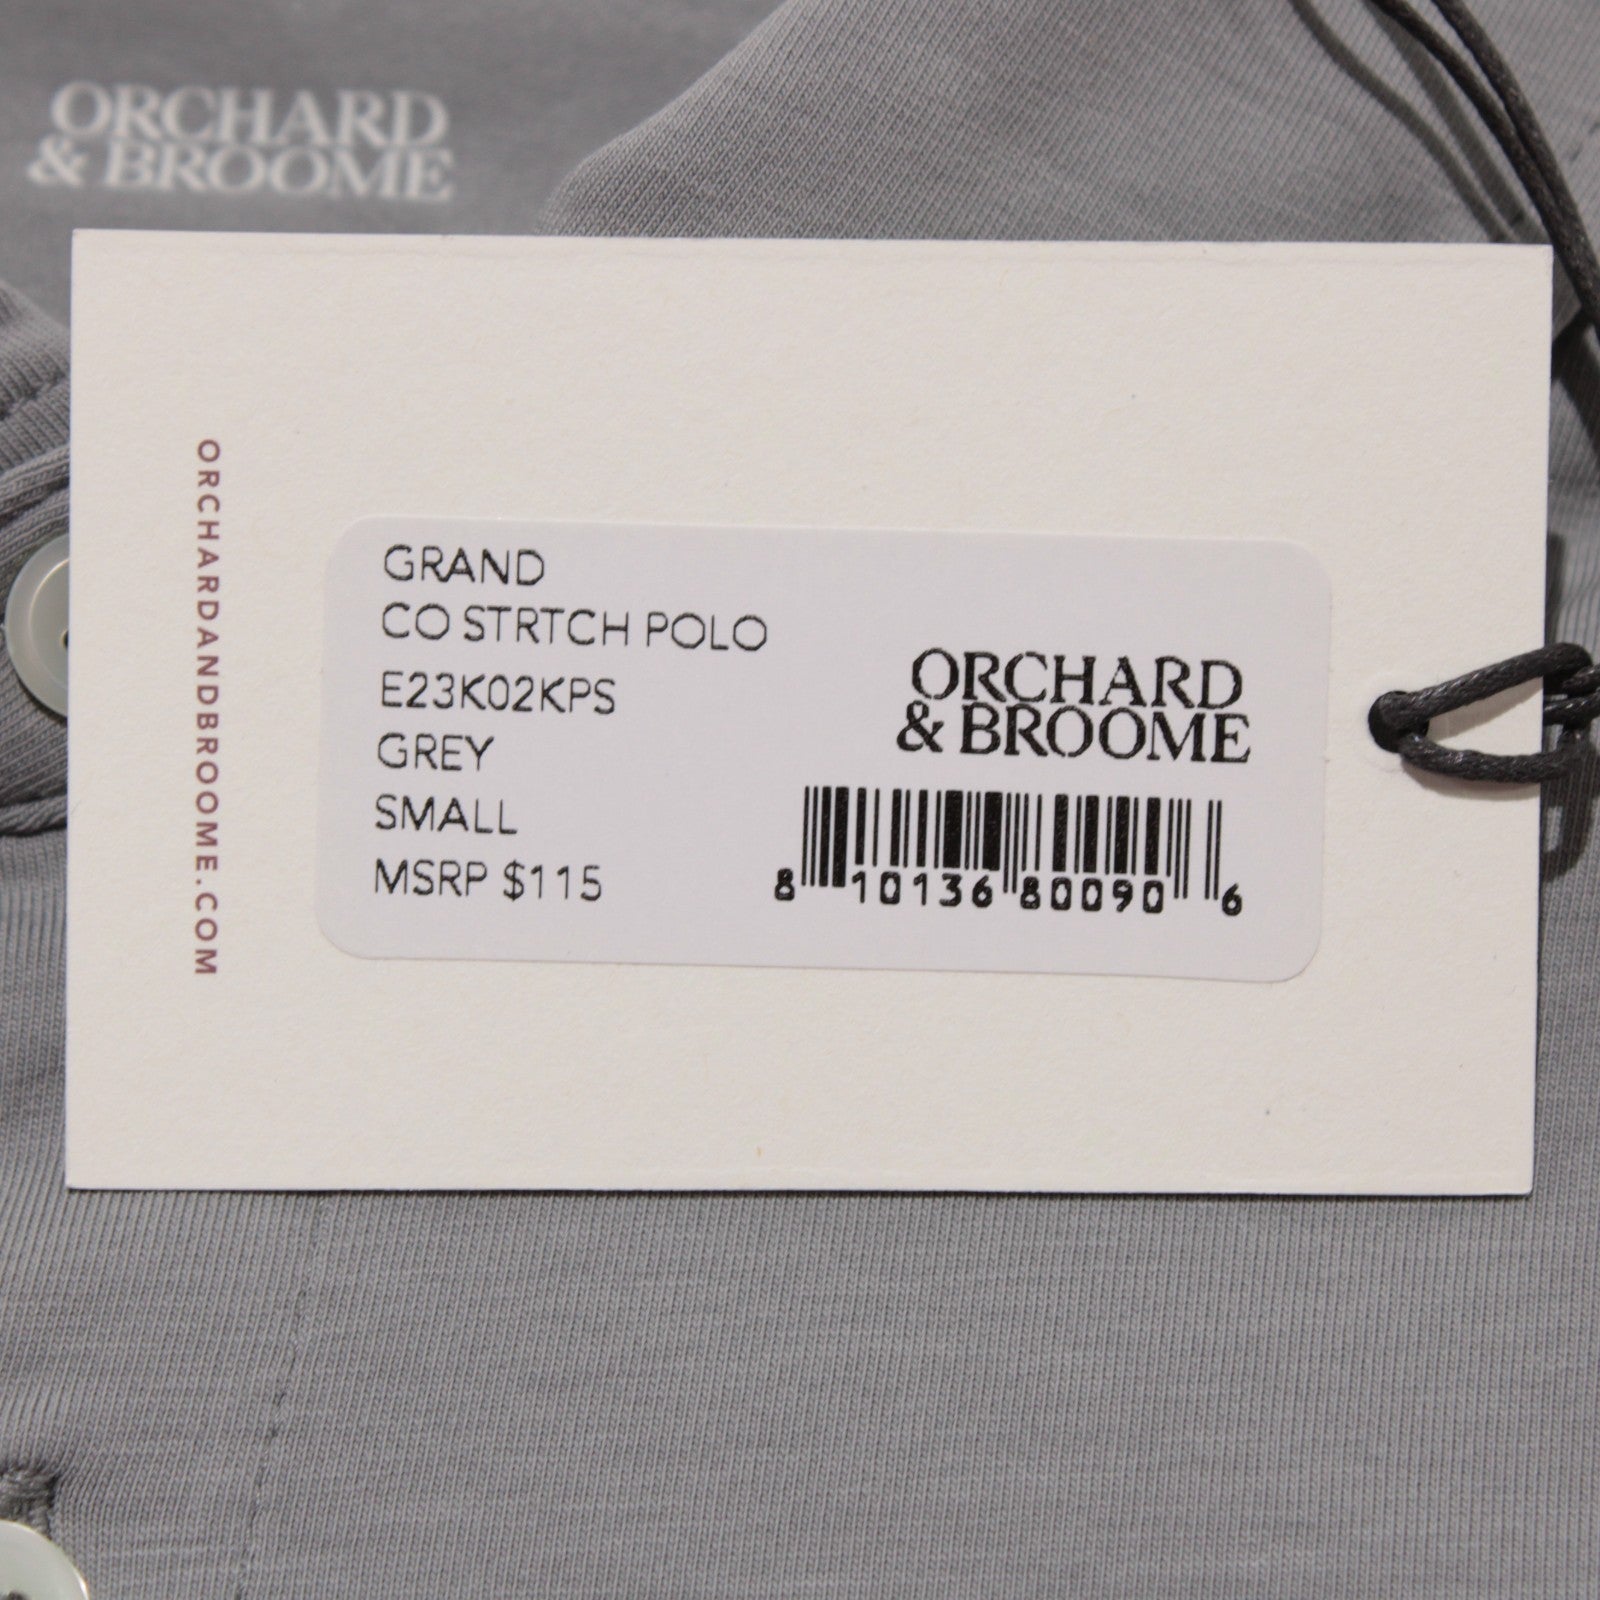 ORCHARD
& BROOME
ORCHARDANDBROOME.COM
GRAND
CO STRTCH POLO
E23K02KPS
GREY
SMALL
MSRP $115
ORCHARD
& BROOME
8 10136 80090 6